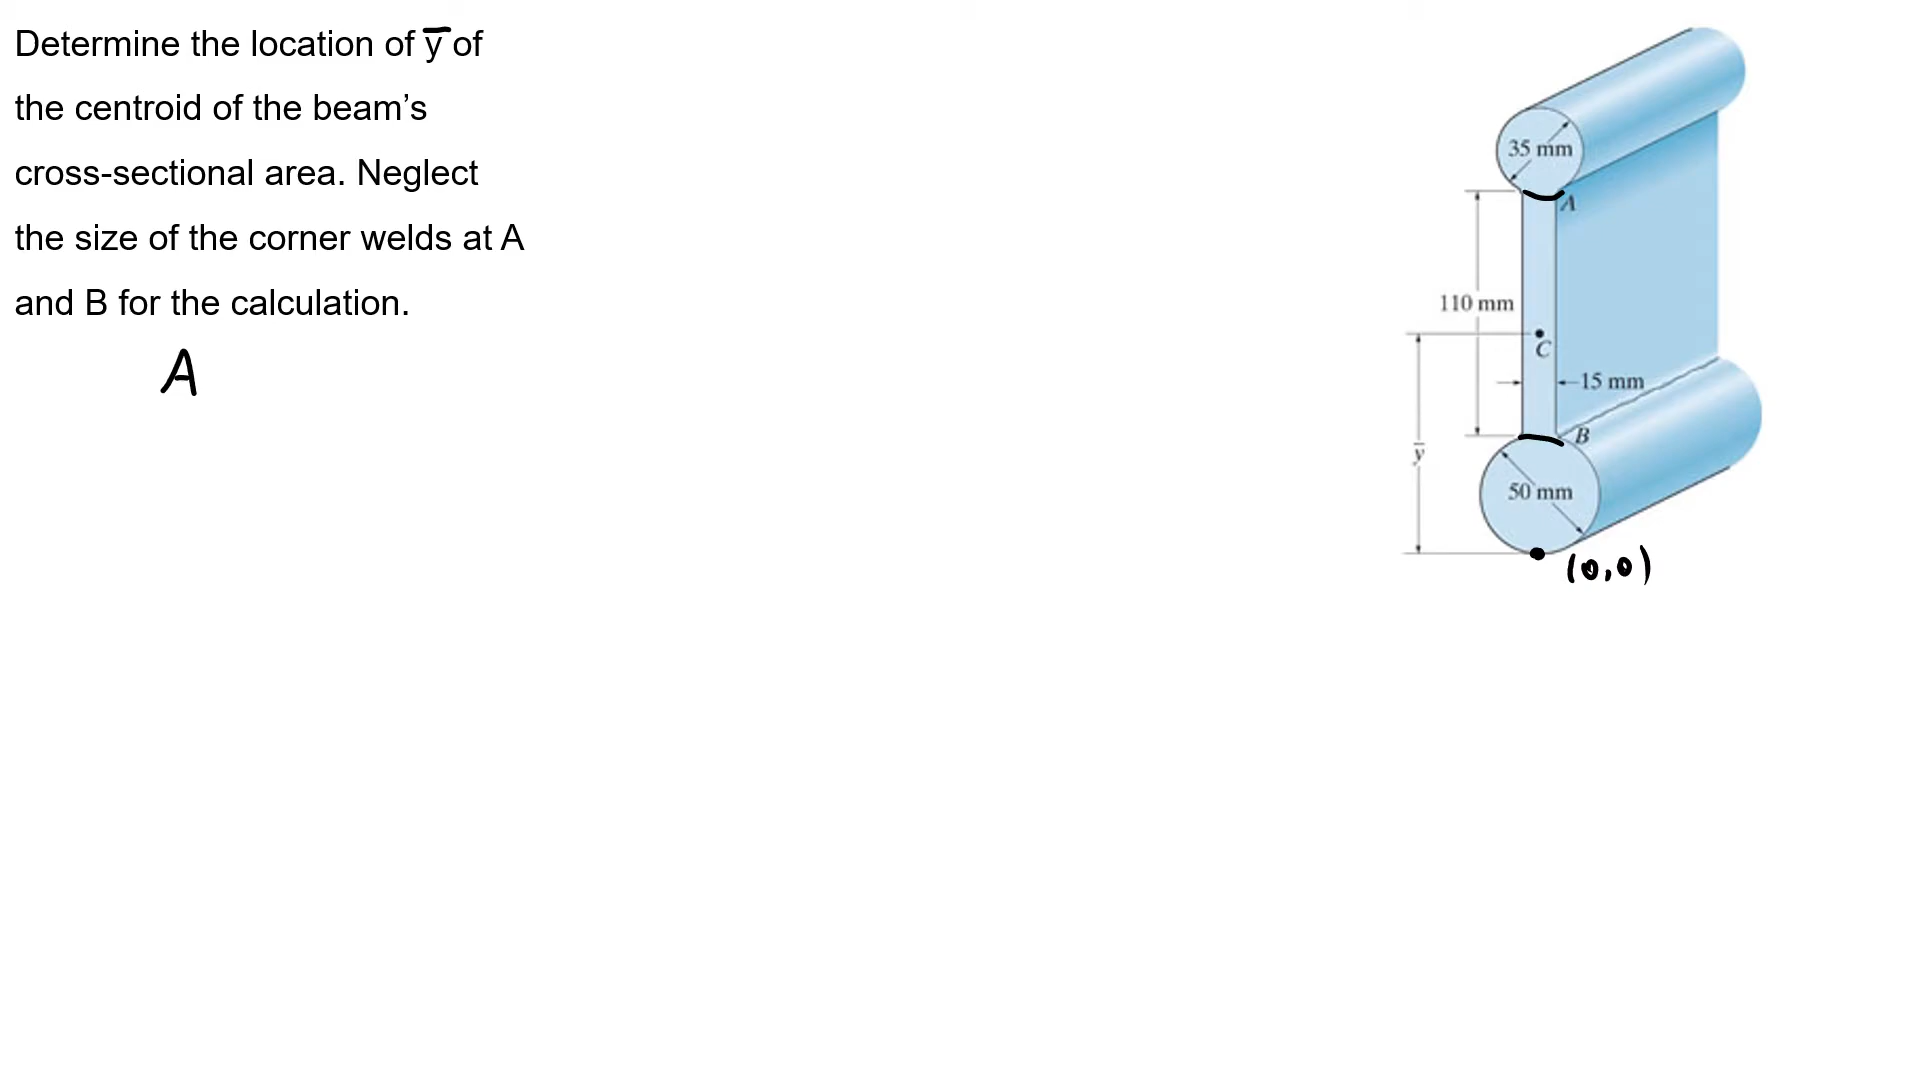 Determine the location of y̅ of
the centroid of the beam’s
cross-sectional area. Neglect
the size of the corner welds at A
and B for the calculation.
A
35 mm
A
110 mm
C
15 mm
B
y̅
50 mm
(0,0)